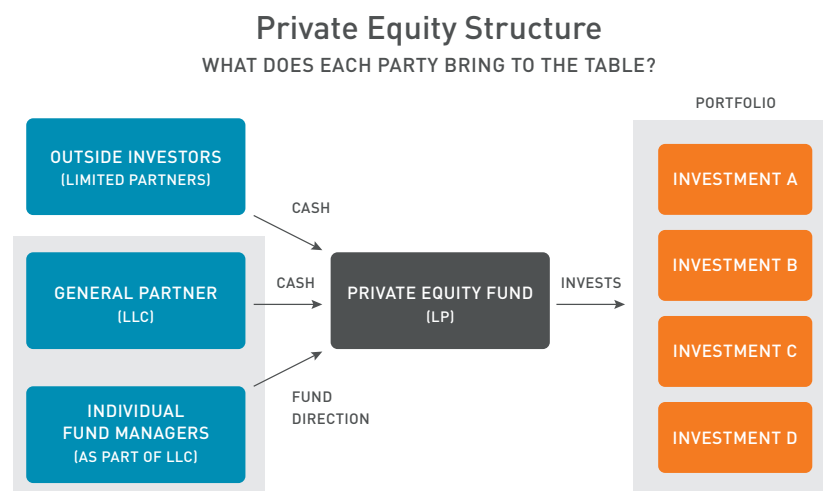 Private Equity Structure
WHAT DOES EACH PARTY BRING TO THE TABLE?
PORTFOLIO
OUTSIDE INVESTORS
(LIMITED PARTNERS)
CASH
GENERAL PARTNER
(LLC)
CASH
PRIVATE EQUITY FUND
(LP)
INVESTS
INDIVIDUAL
FUND MANAGERS
(AS PART OF LLC)
FUND
DIRECTION
INVESTMENT A
INVESTMENT B
INVESTMENT C
INVESTMENT D